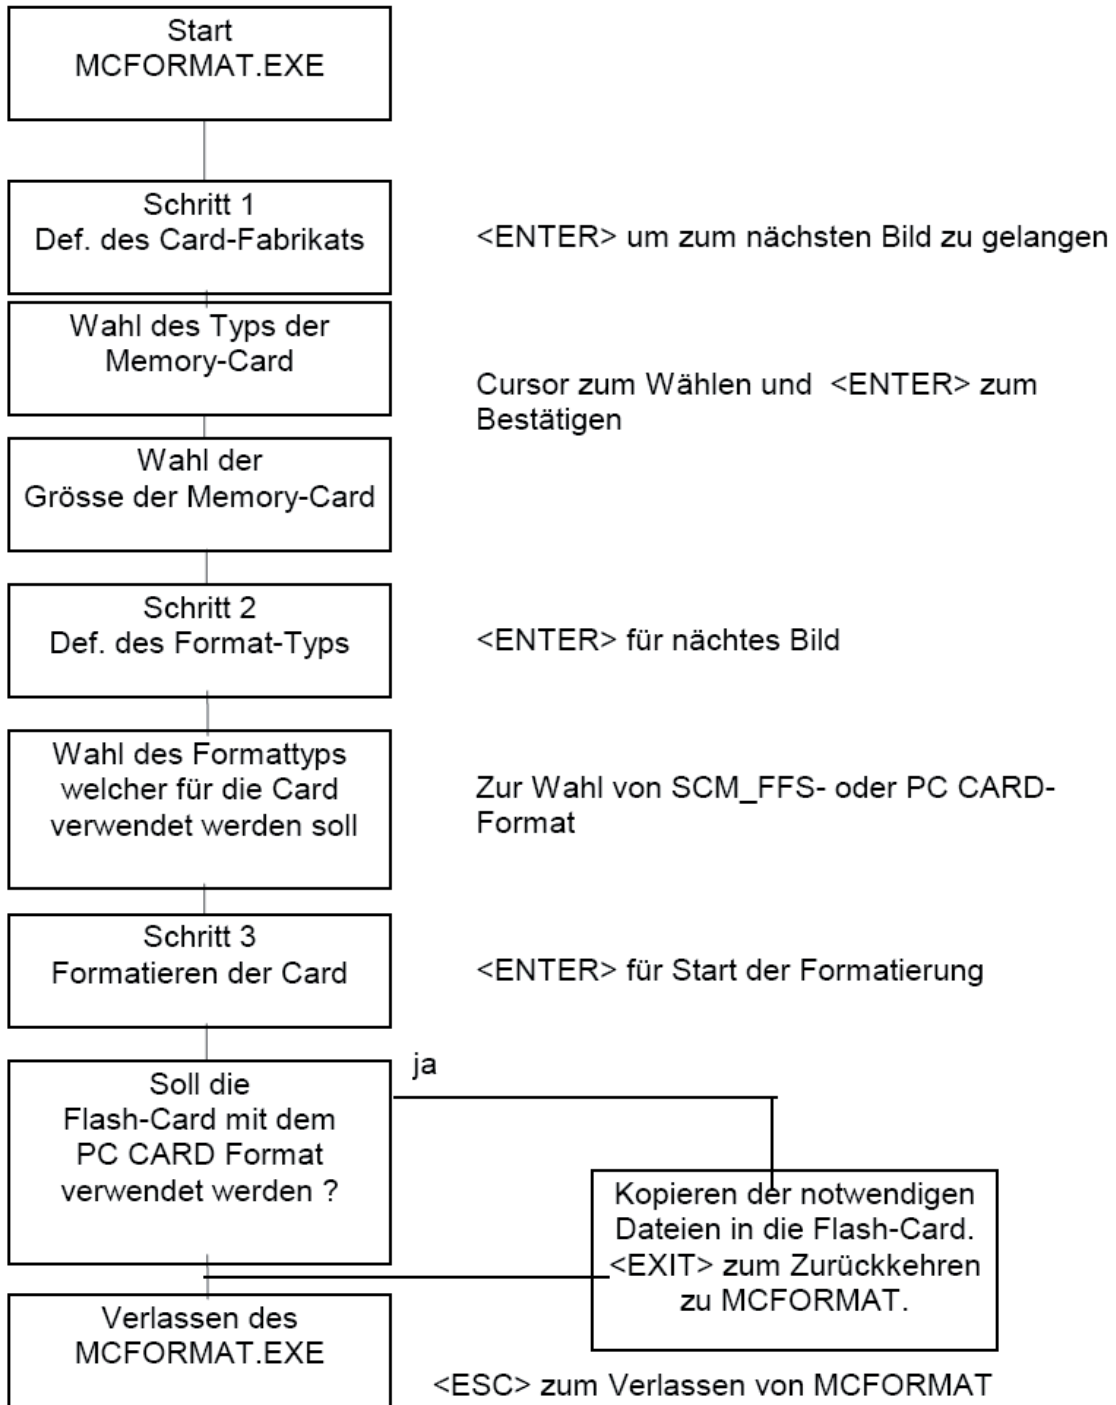 Start
MCFORMAT.EXE
Schritt 1
Def. des Card-Fabrikats
<ENTER> um zum nächsten Bild zu gelangen
Wahl des Typs der
Memory-Card
Cursor zum Wählen und <ENTER> zum
Bestätigen
Wahl der
Grösse der Memory-Card
Schritt 2
Def. des Format-Typs
<ENTER> für nächtes Bild
Wahl des Formattyps
welcher für die Card
verwendet werden soll
Zur Wahl von SCM_FFS- oder PC CARD-
Format
Schritt 3
Formatieren der Card
<ENTER> für Start der Formatierung
Soll die
Flash-Card mit dem
PC CARD Format
verwendet werden ?
ja
Kopieren der notwendigen
Dateien in die Flash-Card.
<EXIT> zum Zurückkehren
zu MCFORMAT.
Verlassen des
MCFORMAT.EXE
<ESC> zum Verlassen von MCFORMAT